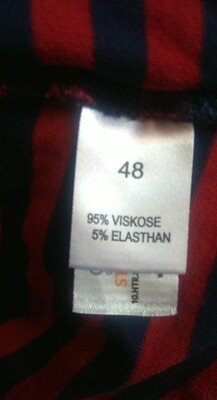 48
95% VISKOSE
5% ELASTHAN